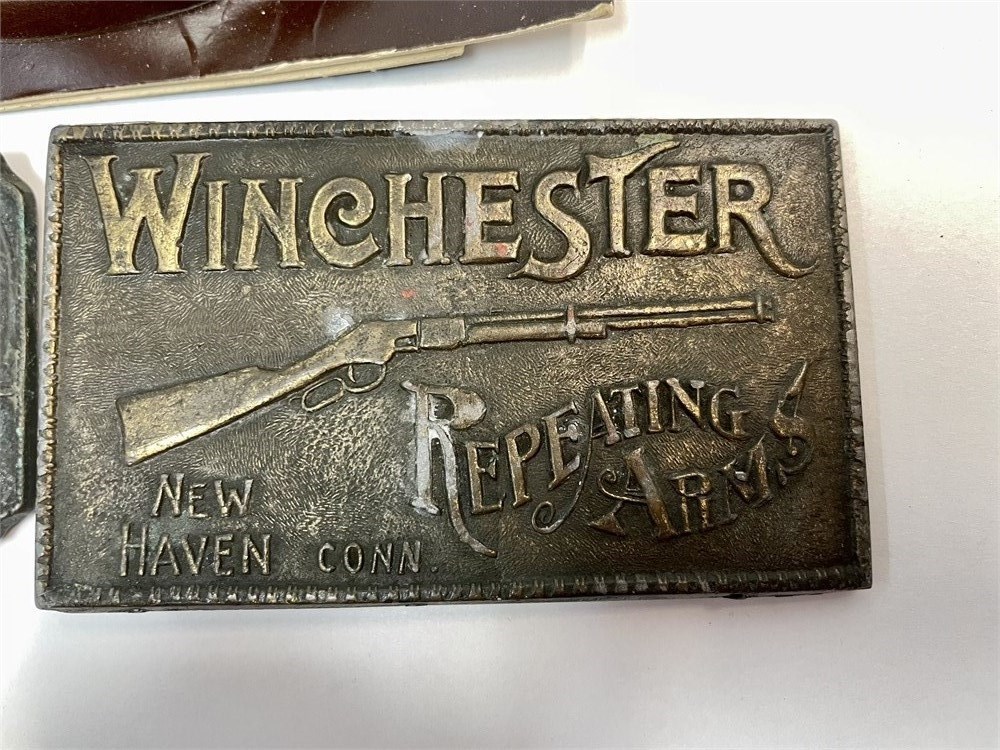 WINCHESTER
REPEATING
ARMS
NEW
HAVEN CONN.